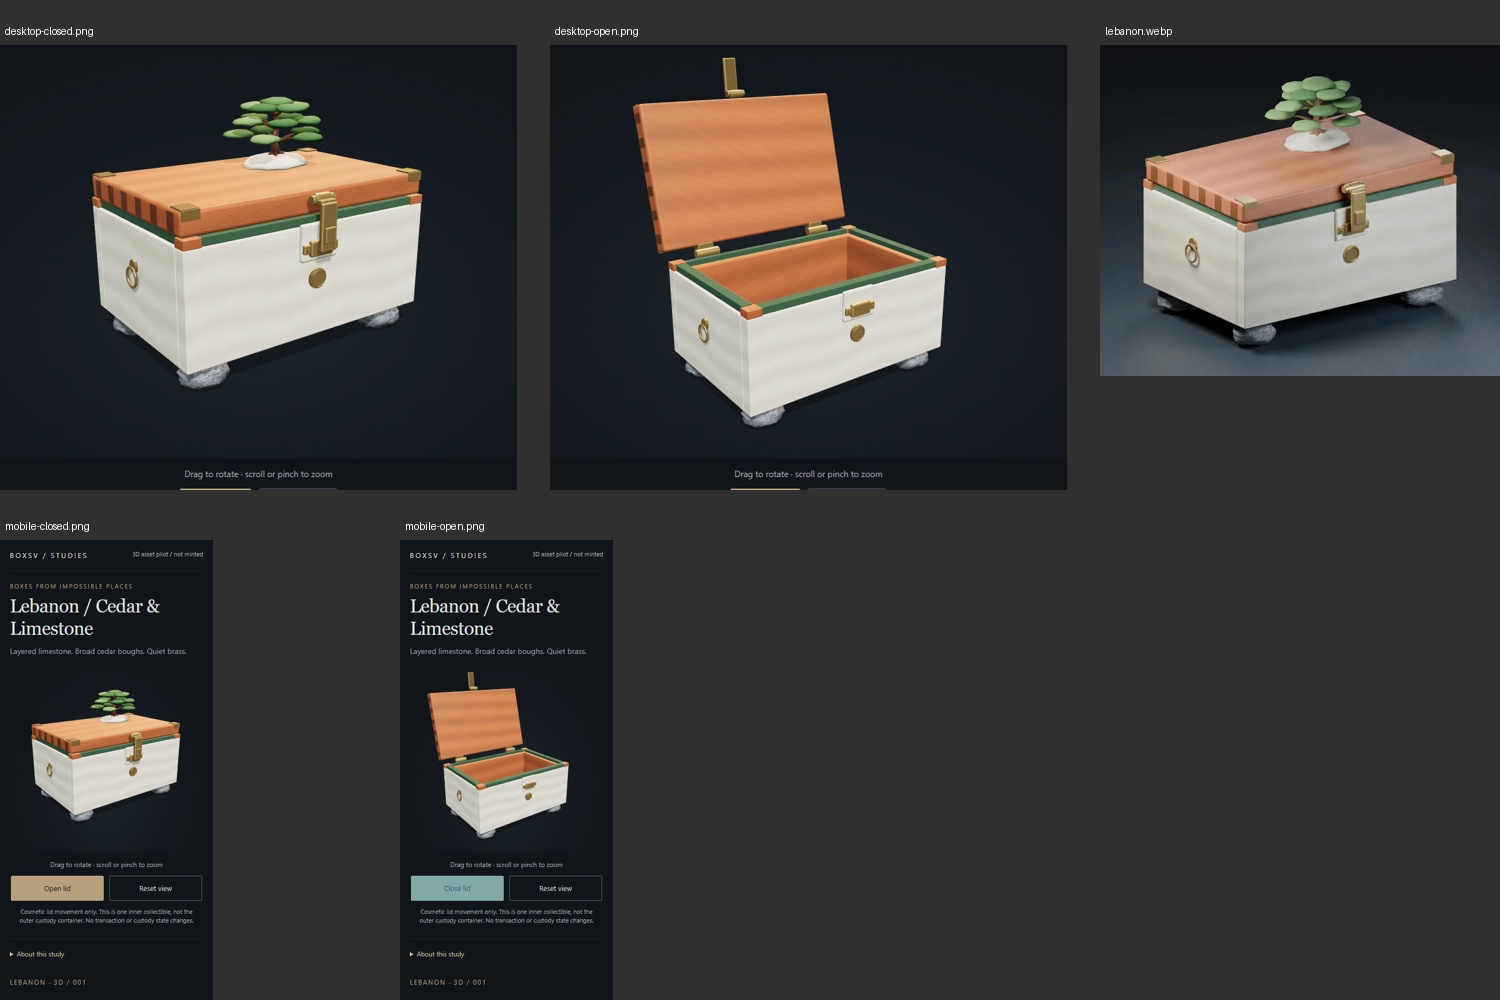 desktop-closed.png
desktop-open.png
lebanon.webp
Drag to rotate · scroll or pinch to zoom
Drag to rotate · scroll or pinch to zoom
mobile-closed.png
mobile-open.png
BOXSV / STUDIES
3D asset pilot / not minted
BOXES FROM IMPOSSIBLE PLACES
Lebanon / Cedar &
Limestone
Layered limestone. Broad cedar boughs. Quiet brass.
Drag to rotate · scroll or pinch to zoom
Open lid
Reset view
Cosmetic lid movement only. This is one inner collectible, not the
outer custody container. No transaction or custody state changes.
▶ About this study
LEBANON · 3D / 001
BOXSV / STUDIES
3D asset pilot / not minted
BOXES FROM IMPOSSIBLE PLACES
Lebanon / Cedar &
Limestone
Layered limestone. Broad cedar boughs. Quiet brass.
Drag to rotate · scroll or pinch to zoom
Close lid
Reset view
Cosmetic lid movement only. This is one inner collectible, not the
outer custody container. No transaction or custody state changes.
▶ About this study
LEBANON · 3D / 001